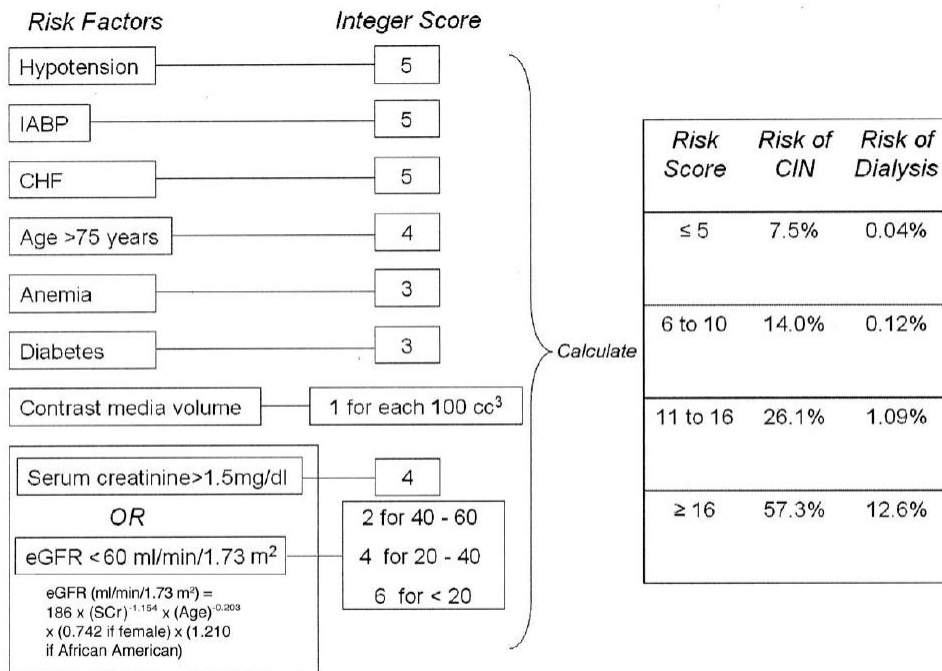 Risk Factors Integer Score
Hypotension 5
IABP 5
CHF 5
Age >75 years 4
Anemia 3
Diabetes 3
Contrast media volume 1 for each 100 cc³
Serum creatinine>1.5mg/dl 4
OR
eGFR <60 ml/min/1.73 m²
2 for 40 - 60
4 for 20 - 40
6 for < 20
eGFR (ml/min/1.73 m²) =
186 x (SCr)-1.154 x (Age)-0.203
x (0.742 if female) x (1.210
if African American)
Calculate
Risk Risk of Risk of
Score CIN Dialysis
≤ 5 7.5% 0.04%
6 to 10 14.0% 0.12%
11 to 16 26.1% 1.09%
≥ 16 57.3% 12.6%